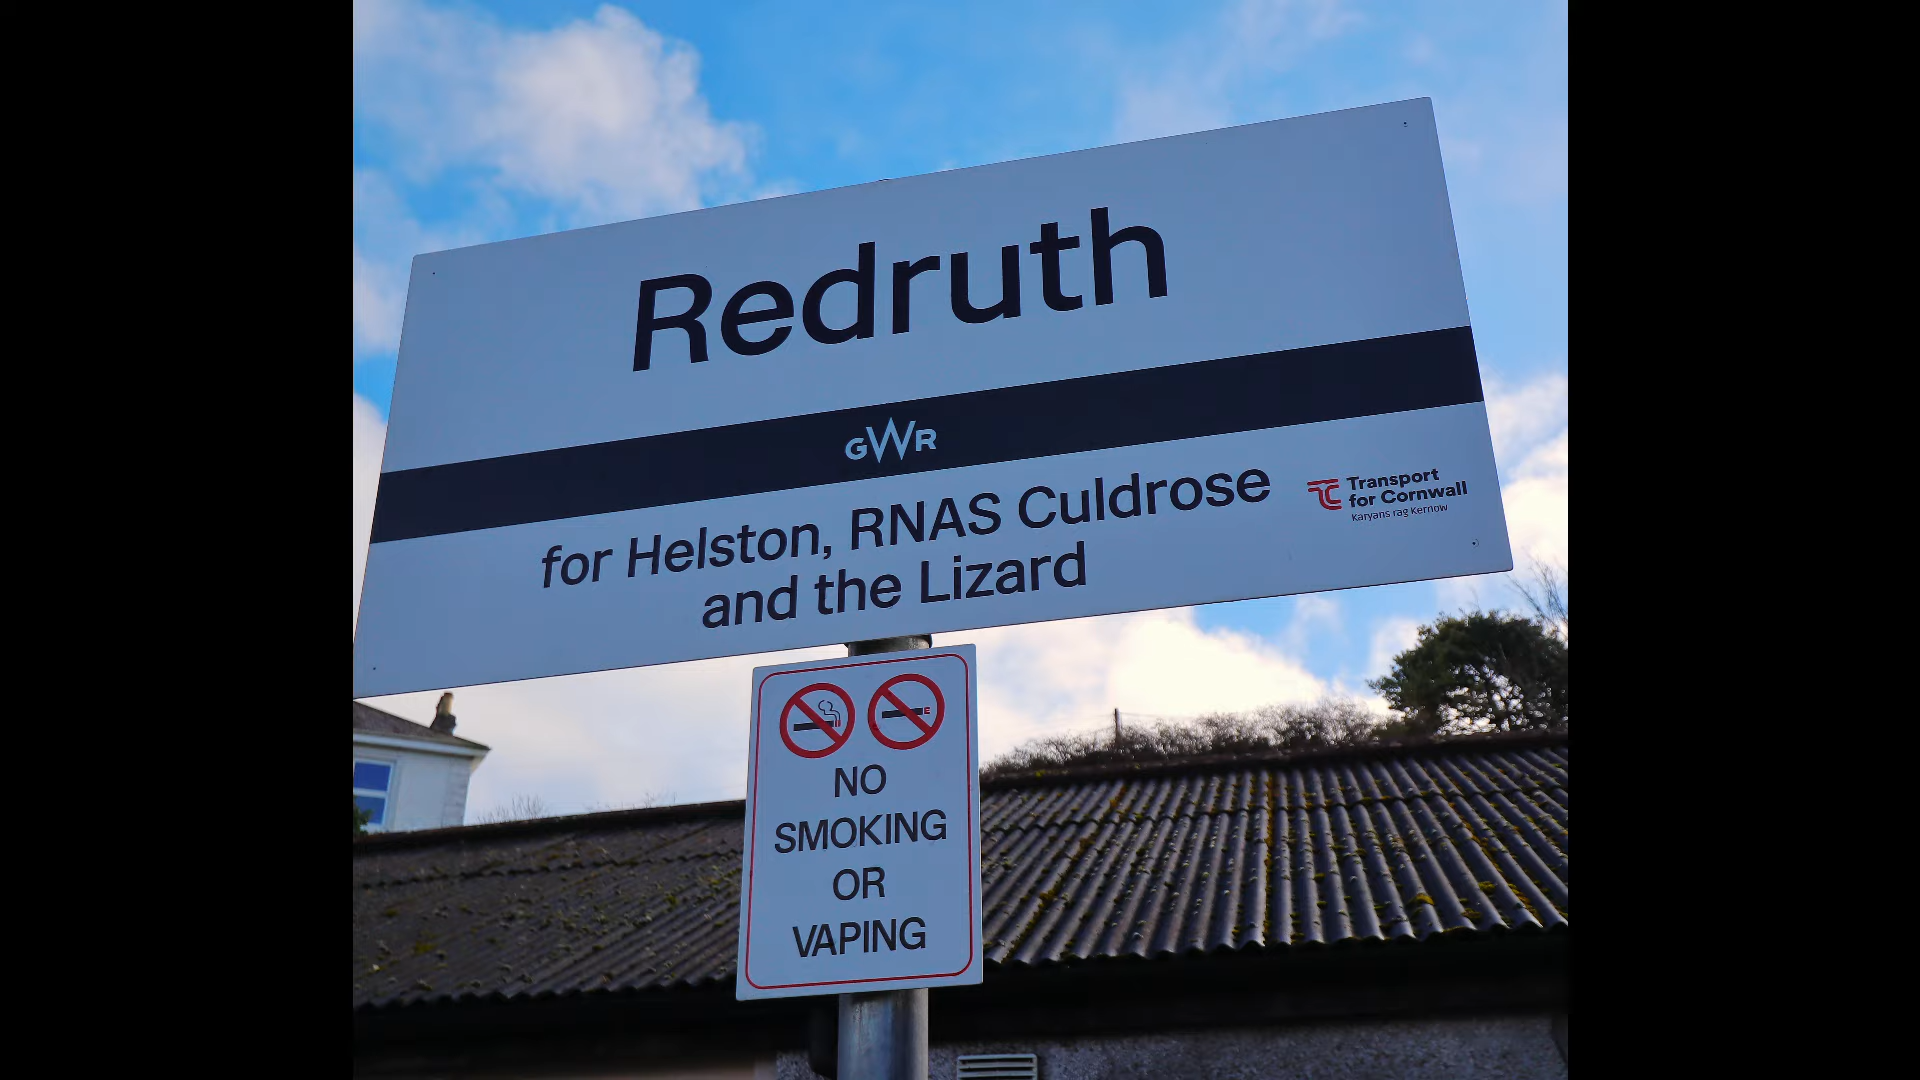 Redruth
GWR
for Helston, RNAS Culdrose
and the Lizard
Transport
for Cornwall
Karyans rag Kernow
NO
SMOKING
OR
VAPING